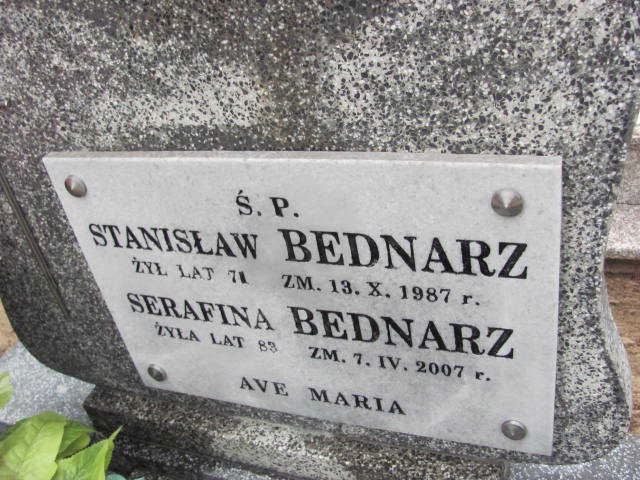 Ś. P.
STANISŁAW BEDNARZ
ŻYŁ LAT 71 ZM. 13. X. 1987 r.
SERAFINA BEDNARZ
ŻYŁA LAT 83 ZM. 7. IV. 2007 r.
AVE MARIA